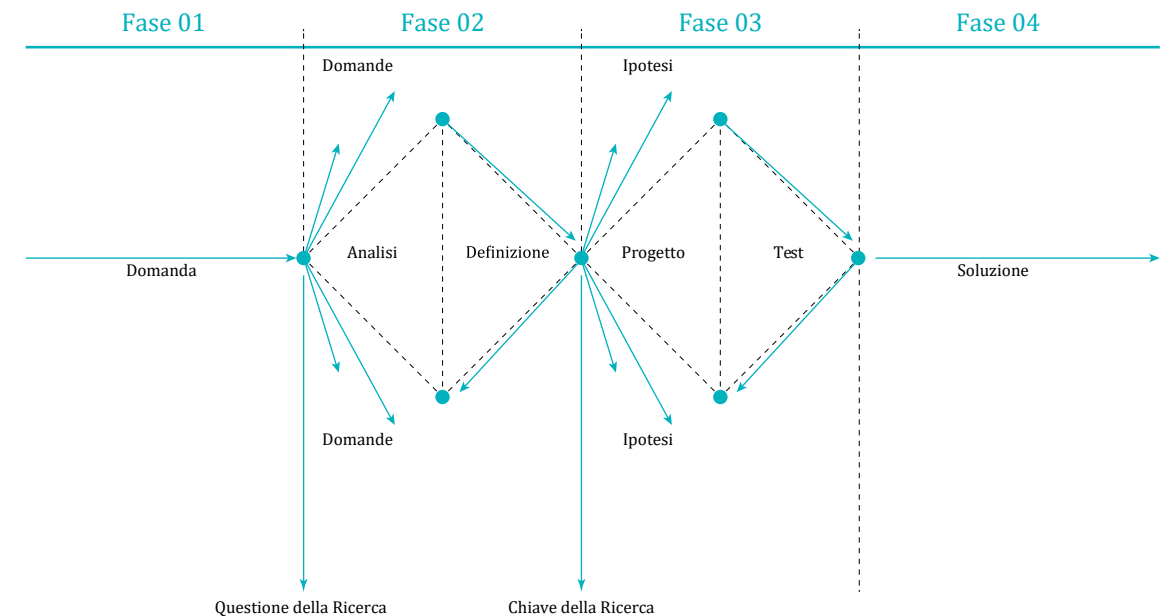 Fase 01
Fase 02
Fase 03
Fase 04
Domande
Ipotesi
Analisi
Definizione
Progetto
Test
Domanda
Soluzione
Domande
Ipotesi
Questione della Ricerca
Chiave della Ricerca